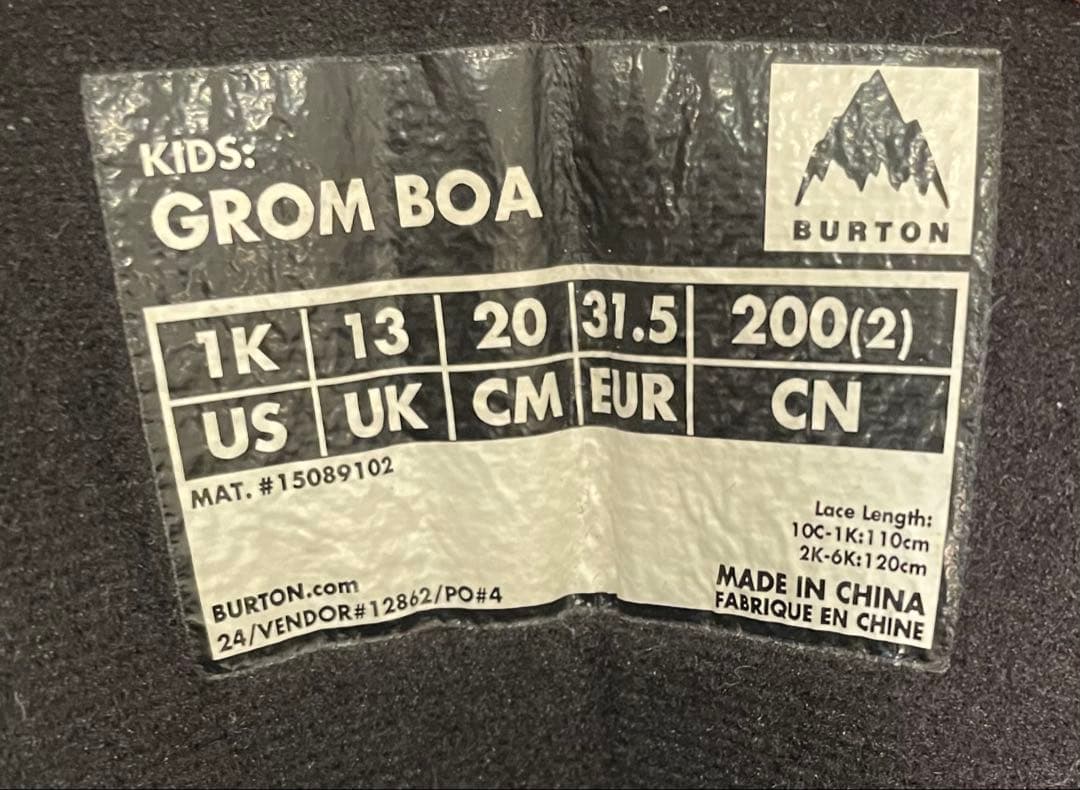 KIDS:
GROM BOA
BURTON
1K 13 20 31.5 200(2)
US UK CM EUR CN
MAT. #15089102
Lace Length:
10C-1K:110cm
2K-6K:120cm
MADE IN CHINA
FABRIQUE EN CHINE
BURTON.com
24/VENDOR#12862/PO#4